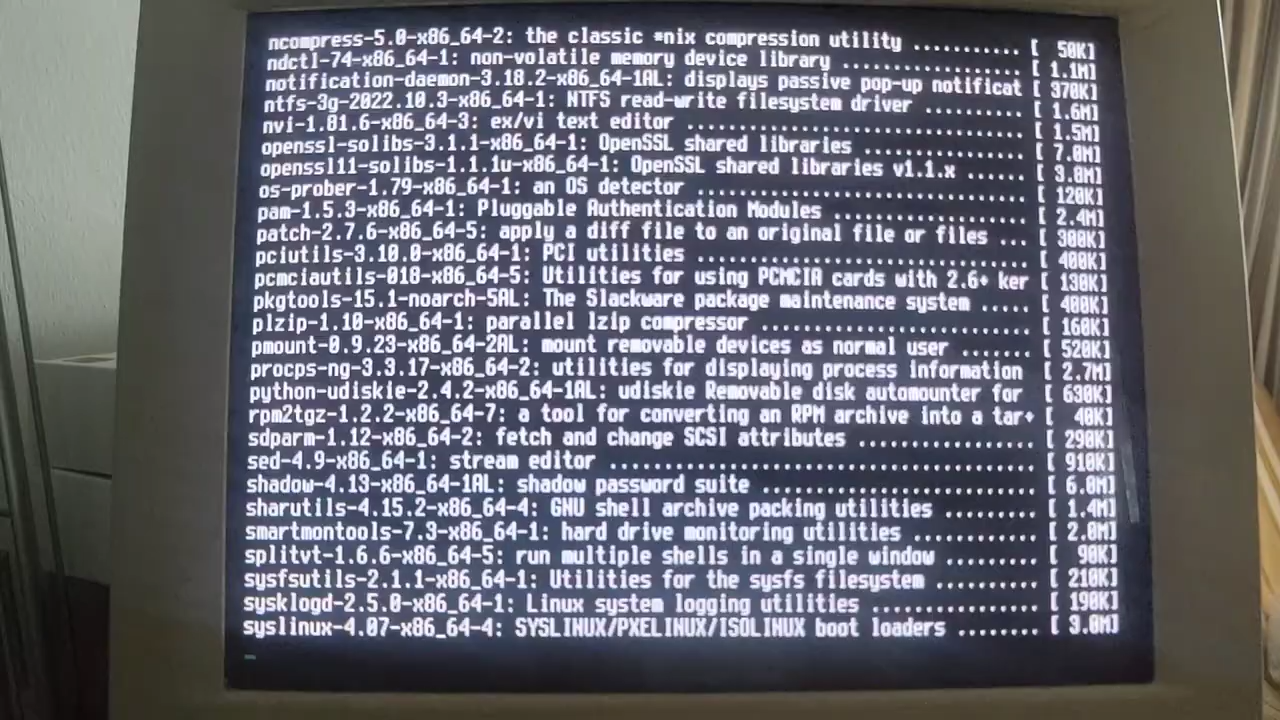 ncompress-5.0-x86_64-2: the classic *nix compression utility ........... [  50K]
ndctl-74-x86_64-1: non-volatile memory device library .................. [ 1.1M]
notification-daemon-3.18.2-x86_64-1AL: displays passive pop-up notificat [ 370K]
ntfs-3g-2022.10.3-x86_64-1: NTFS read-write filesystem driver .......... [ 1.6M]
nvi-1.81.6-x86_64-3: ex/vi text editor ................................. [ 1.5M]
openssl-solibs-3.1.1-x86_64-1: OpenSSL shared libraries ................ [ 7.0M]
openssl11-solibs-1.1.1u-x86_64-1: OpenSSL shared libraries v1.1.x ...... [ 3.8M]
os-prober-1.79-x86_64-1: an OS detector ................................ [ 120K]
pam-1.5.3-x86_64-1: Pluggable Authentication Modules ................... [ 2.4M]
patch-2.7.6-x86_64-5: apply a diff file to an original file or files ... [ 300K]
pciutils-3.10.0-x86_64-1: PCI utilities ................................ [ 400K]
pcmciautils-018-x86_64-5: Utilities for using PCMCIA cards with 2.6+ ker [ 130K]
pkgtools-15.1-noarch-5AL: The Slackware package maintenance system ..... [ 400K]
plzip-1.10-x86_64-1: parallel lzip compressor .......................... [ 160K]
pmount-0.9.23-x86_64-2AL: mount removable devices as normal user ....... [ 520K]
procps-ng-3.3.17-x86_64-2: utilities for displaying process information  [ 2.7M]
python-udiskie-2.4.2-x86_64-1AL: udiskie Removable disk automounter for  [ 630K]
rpm2tgz-1.2.2-x86_64-7: a tool for converting an RPM archive into a tar+ [  40K]
sdparm-1.12-x86_64-2: fetch and change SCSI attributes ................. [ 290K]
sed-4.9-x86_64-1: stream editor ........................................ [ 910K]
shadow-4.13-x86_64-1AL: shadow password suite .......................... [ 6.0M]
sharutils-4.15.2-x86_64-4: GNU shell archive packing utilities ......... [ 1.4M]
smartmontools-7.3-x86_64-1: hard drive monitoring utilities ............ [ 2.0M]
splitvt-1.6.6-x86_64-5: run multiple shells in a single window ......... [  90K]
sysfsutils-2.1.1-x86_64-1: Utilities for the sysfs filesystem .......... [ 210K]
sysklogd-2.5.0-x86_64-1: Linux system logging utilities ................ [ 190K]
syslinux-4.07-x86_64-4: SYSLINUX/PXELINUX/ISOLINUX boot loaders ........ [ 3.0M]